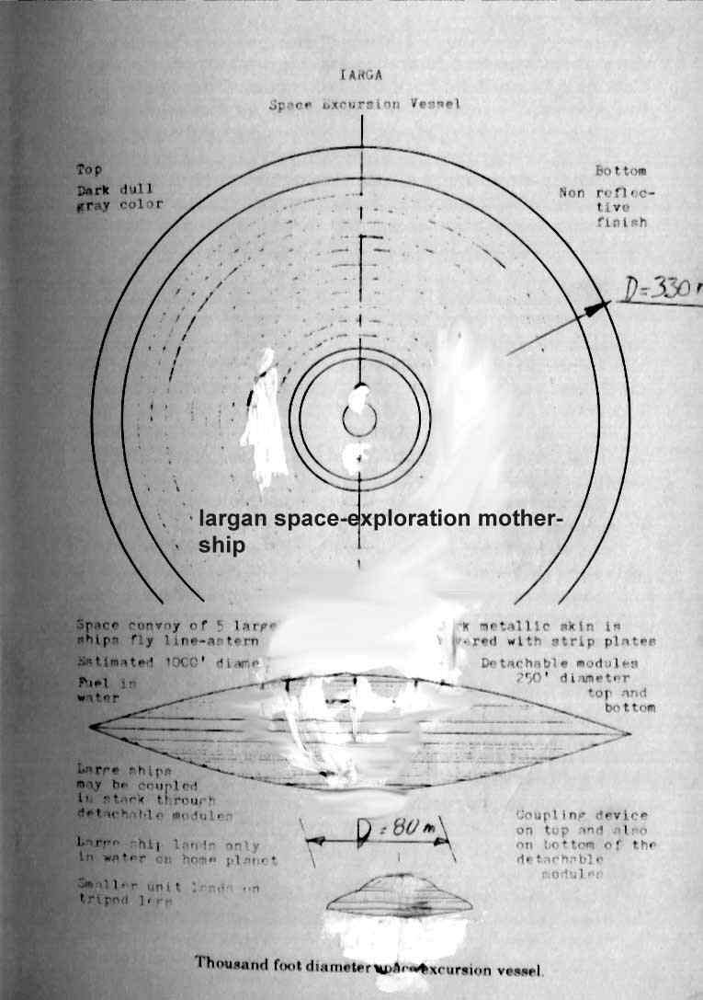 IARGA
Space Excursion Vessel
Top
Dark dull
gray color
Bottom
Non reflec-
tive
finish
D=330
Iargan space-exploration mother-
ship
Space convoy of 5 large
ships fly line-astern
Estimated 1000' diame
Fuel is
water
metallic skin is
with strip plates
Detachable modules
250' diameter
top and
bottom
Large ships
may be coupled
in stack through
detachable modules
Large ship lands only
in water on home planet
Smaller unit lands on
tripod legs
D=80m
Coupling device
on top and also
on bottom of the
detachable
modules
Thousand foot diameter space excursion vessel.